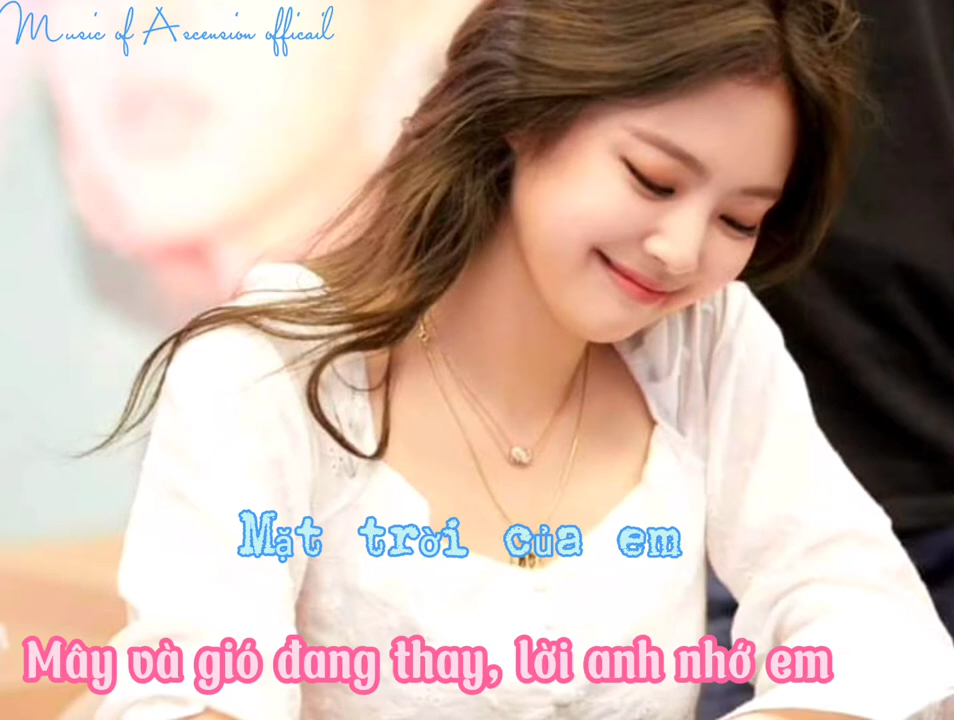 Music of Ascension officail
Mặt trời của em
Mây và gió đang thay, lời anh nhớ em